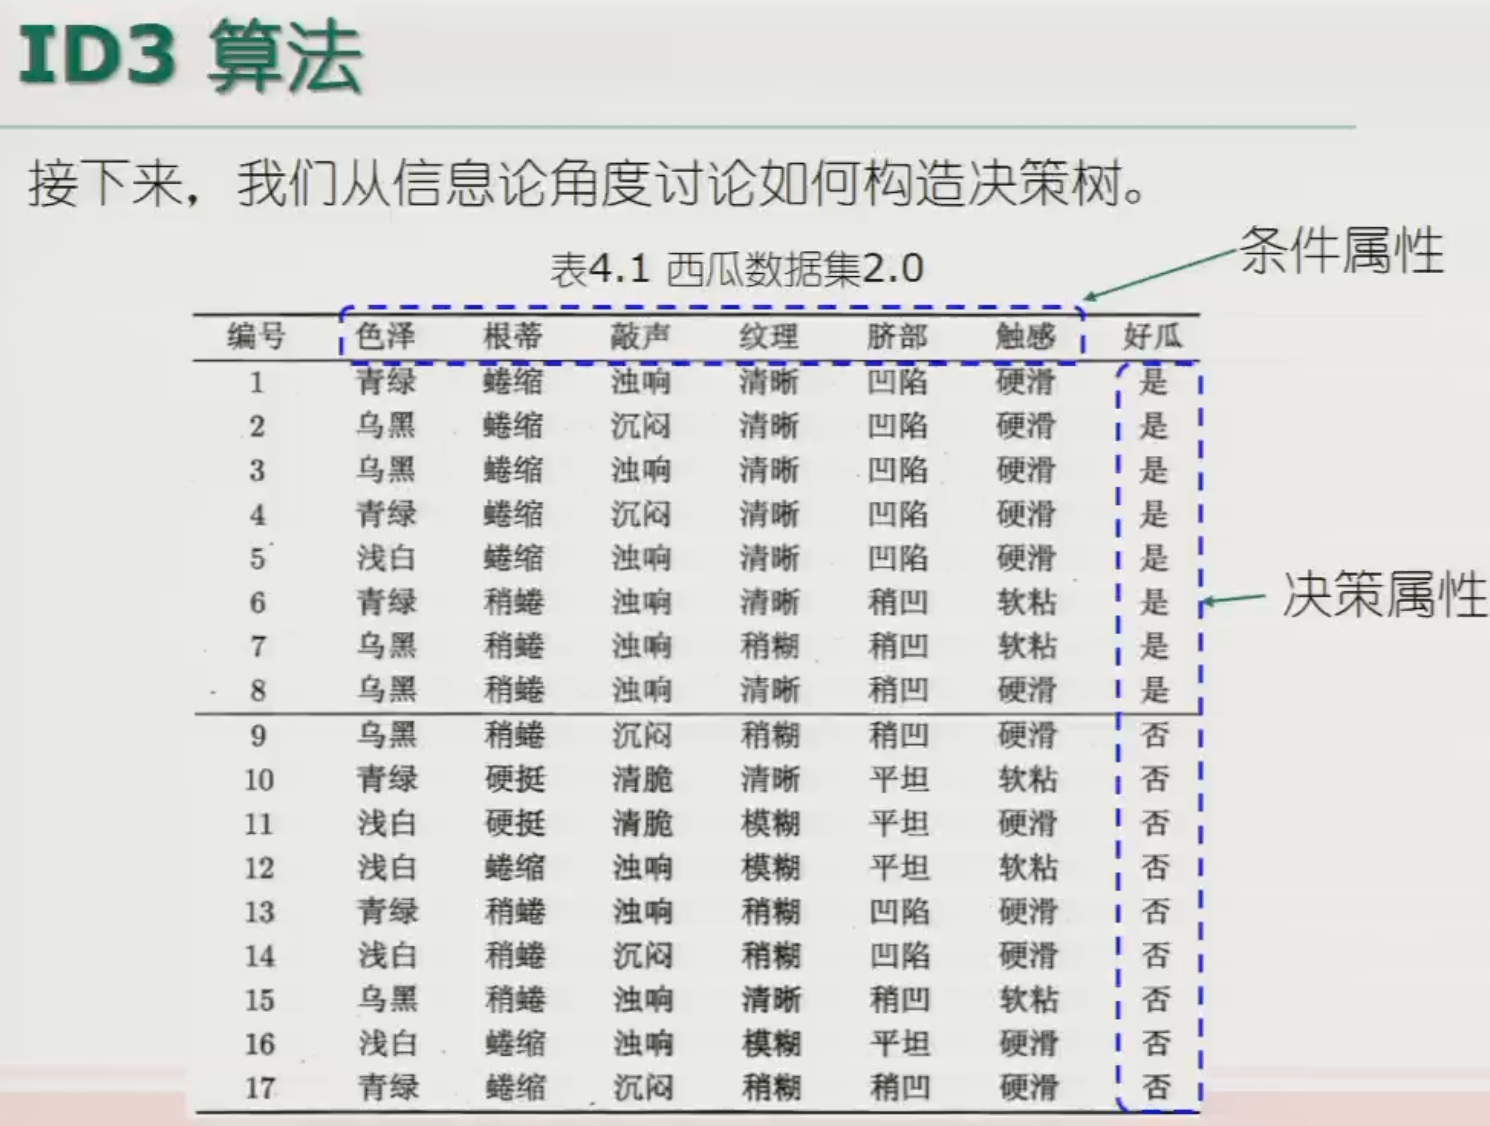 ID3 算法
接下来，我们从信息论角度讨论如何构造决策树。
条件属性
表4.1 西瓜数据集2.0
编号 色泽 根蒂 敲声 纹理 脐部 触感 好瓜
1 青绿 蜷缩 浊响 清晰 凹陷 硬滑 是
2 乌黑 蜷缩 沉闷 清晰 凹陷 硬滑 是
3 乌黑 蜷缩 浊响 清晰 凹陷 硬滑 是
4 青绿 蜷缩 沉闷 清晰 凹陷 硬滑 是
5 浅白 蜷缩 浊响 清晰 凹陷 硬滑 是
6 青绿 稍蜷 浊响 清晰 稍凹 软粘 是
决策属性
7 乌黑 稍蜷 浊响 稍糊 稍凹 软粘 是
8 乌黑 稍蜷 浊响 清晰 稍凹 硬滑 是
9 乌黑 稍蜷 沉闷 稍糊 稍凹 硬滑 否
10 青绿 硬挺 清脆 清晰 平坦 软粘 否
11 浅白 硬挺 清脆 模糊 平坦 硬滑 否
12 浅白 蜷缩 浊响 模糊 平坦 软粘 否
13 青绿 稍蜷 浊响 稍糊 凹陷 硬滑 否
14 浅白 稍蜷 沉闷 稍糊 凹陷 硬滑 否
15 乌黑 稍蜷 浊响 清晰 稍凹 软粘 否
16 浅白 蜷缩 浊响 模糊 平坦 硬滑 否
17 青绿 蜷缩 沉闷 稍糊 稍凹 硬滑 否